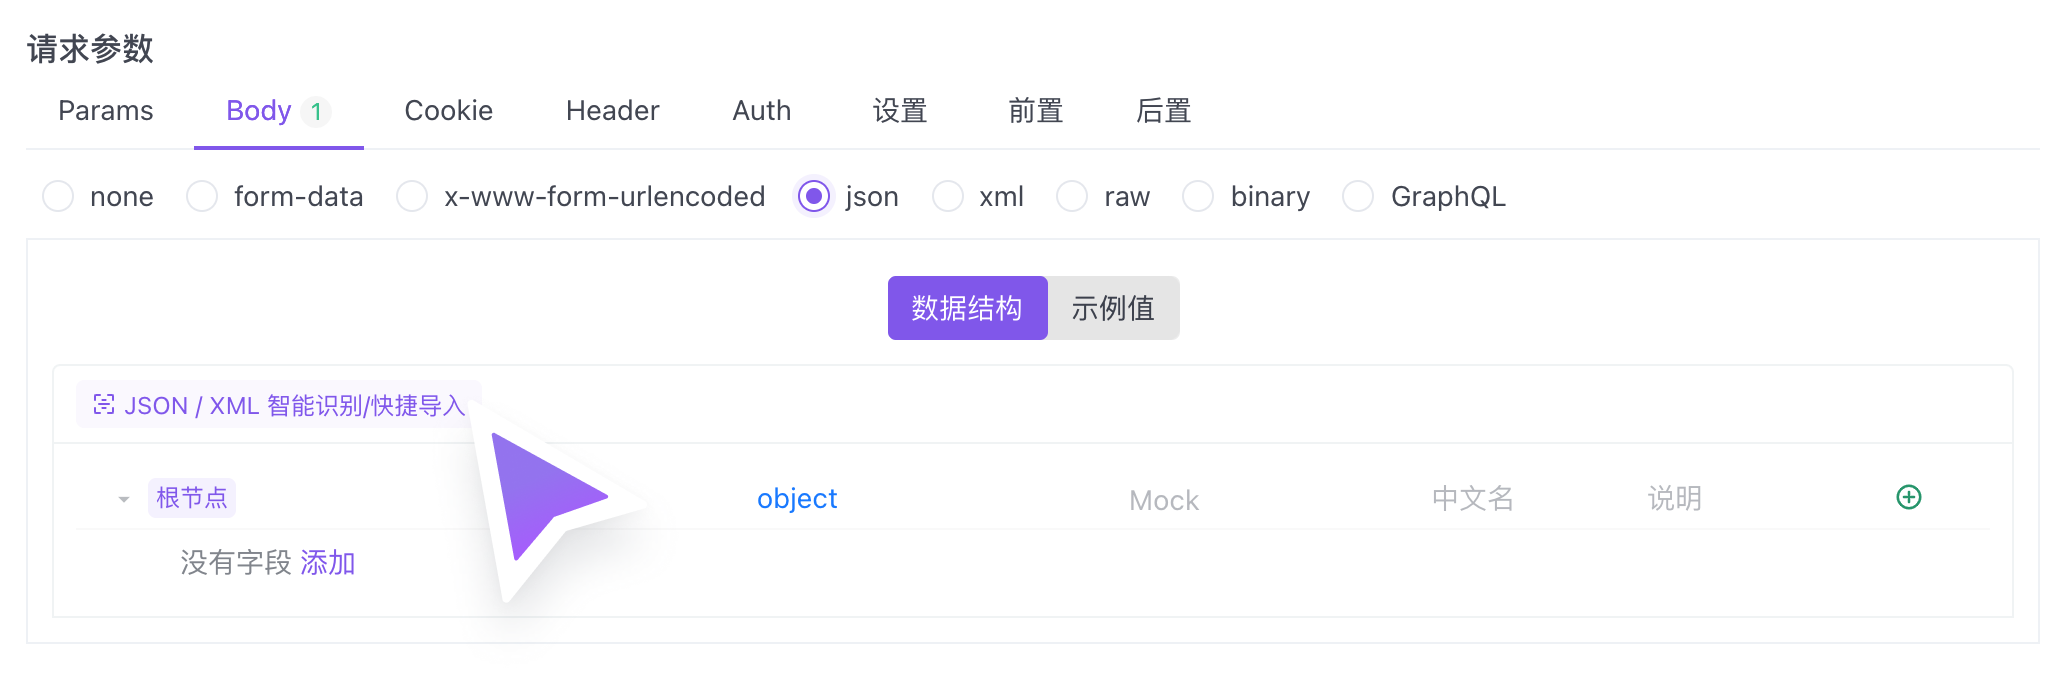 请求参数
Params Body 1 Cookie Header Auth 设置 前置 后置
none form-data x-www-form-urlencoded json xml raw binary GraphQL
数据结构 示例值
JSON / XML 智能识别/快捷导入
根节点 object Mock 中文名 说明
没有字段 添加